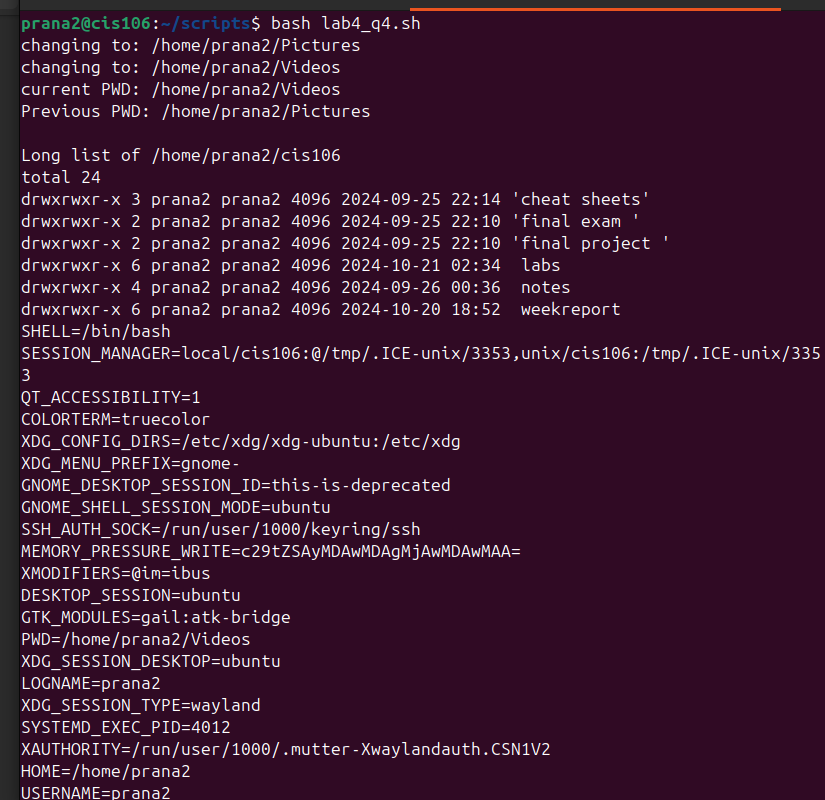 prana2@cis106:~/scripts$ bash lab4_q4.sh
changing to: /home/prana2/Pictures
changing to: /home/prana2/Videos
current PWD: /home/prana2/Videos
Previous PWD: /home/prana2/Pictures

Long list of /home/prana2/cis106
total 24
drwxrwxr-x 3 prana2 prana2 4096 2024-09-25 22:14 'cheat sheets'
drwxrwxr-x 2 prana2 prana2 4096 2024-09-25 22:10 'final exam '
drwxrwxr-x 2 prana2 prana2 4096 2024-09-25 22:10 'final project '
drwxrwxr-x 6 prana2 prana2 4096 2024-10-21 02:34  labs
drwxrwxr-x 4 prana2 prana2 4096 2024-09-26 00:36  notes
drwxrwxr-x 6 prana2 prana2 4096 2024-10-20 18:52  weekreport
SHELL=/bin/bash
SESSION_MANAGER=local/cis106:@/tmp/.ICE-unix/3353,unix/cis106:/tmp/.ICE-unix/335
3
QT_ACCESSIBILITY=1
COLORTERM=truecolor
XDG_CONFIG_DIRS=/etc/xdg/xdg-ubuntu:/etc/xdg
XDG_MENU_PREFIX=gnome-
GNOME_DESKTOP_SESSION_ID=this-is-deprecated
GNOME_SHELL_SESSION_MODE=ubuntu
SSH_AUTH_SOCK=/run/user/1000/keyring/ssh
MEMORY_PRESSURE_WRITE=c29tZSAyMDAwMDAgMjAwMDAwMAA=
XMODIFIERS=@im=ibus
DESKTOP_SESSION=ubuntu
GTK_MODULES=gail:atk-bridge
PWD=/home/prana2/Videos
XDG_SESSION_DESKTOP=ubuntu
LOGNAME=prana2
XDG_SESSION_TYPE=wayland
SYSTEMD_EXEC_PID=4012
XAUTHORITY=/run/user/1000/.mutter-Xwaylandauth.CSN1V2
HOME=/home/prana2
USERNAME=prana2